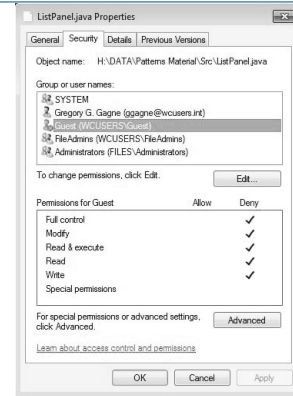 ListPanel.java Properties
General Security Details Previous Versions
Object name: H:\DATA\Patterns Material\Src\ListPanel.java
Group or user names:
SYSTEM
Gregory G. Gagne (ggagne@wcusers.int)
Guest (WCUSERS\Guest)
FileAdmins (WCUSERS\FileAdmins)
Administrators (FILES\Administrators)
To change permissions, click Edit.
Edit...
Permissions for Guest Allow Deny
Full control
Modify
Read & execute
Read
Write
Special permissions
For special permissions or advanced settings,
click Advanced.
Advanced
Learn about access control and permissions
OK Cancel Apply